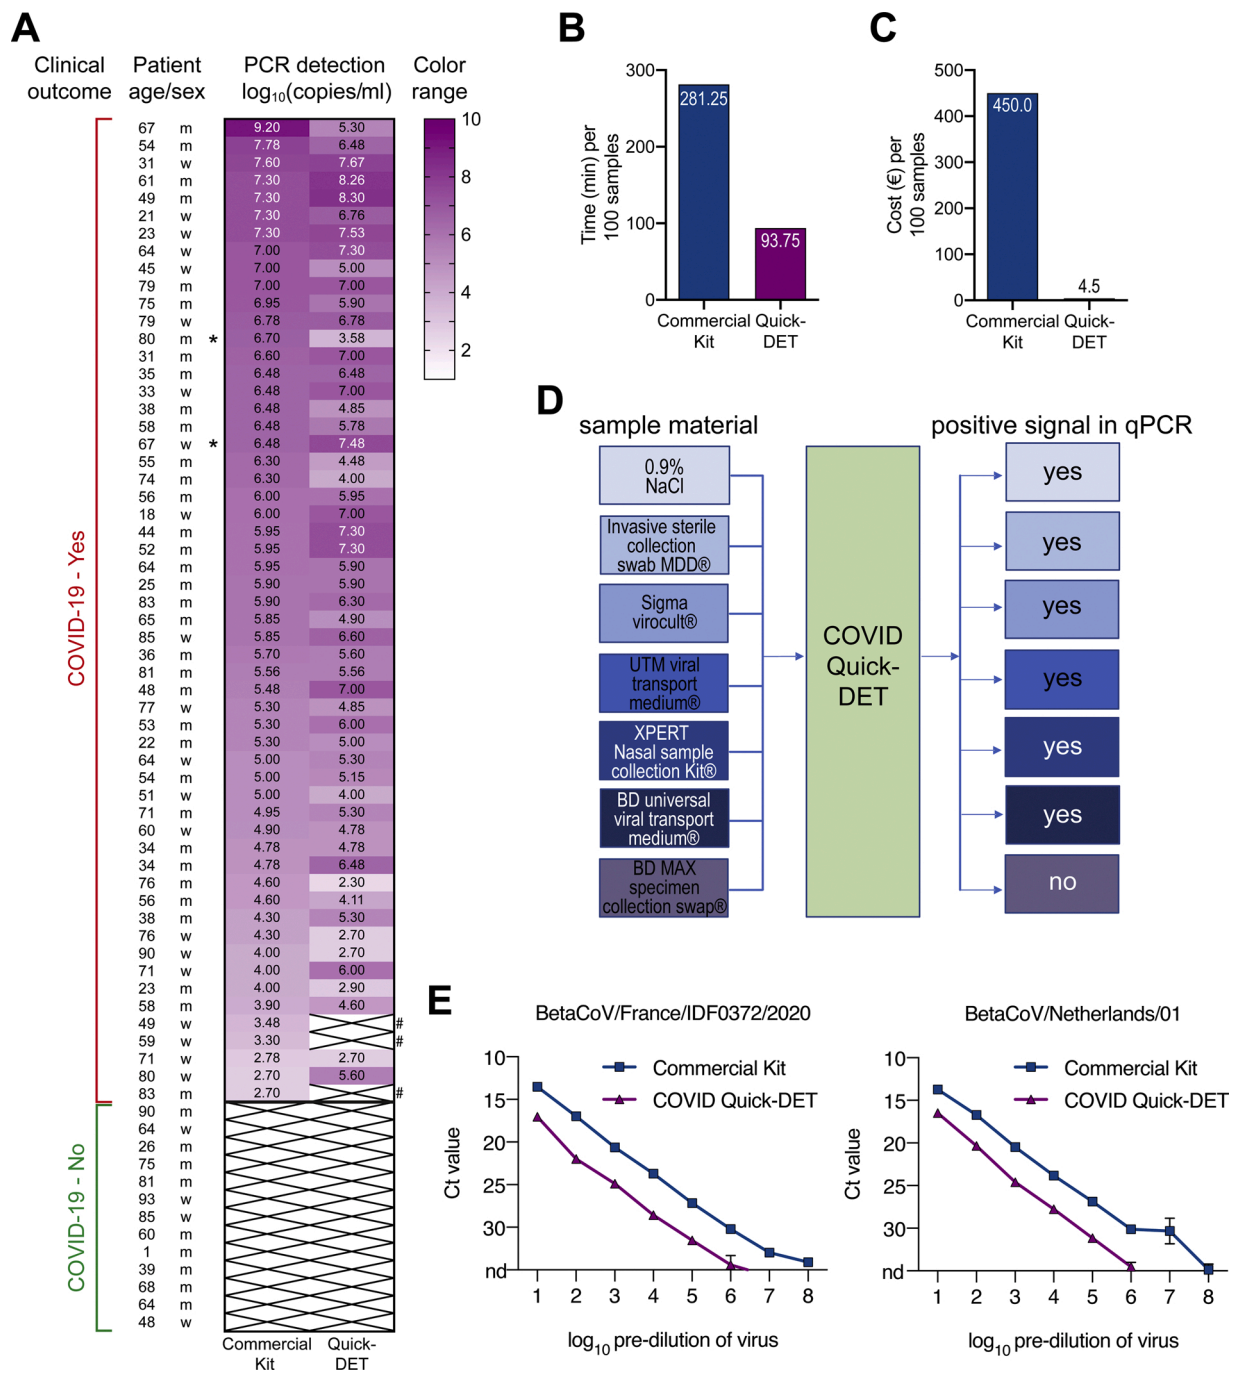 A
Clinical
outcome
Patient
age/sex
PCR detection
log10(copies/ml)
Color
range
67 m 9.20 5.30
54 m 7.78 6.48
31 w 7.60 7.67
61 m 7.30 8.26
49 m 7.30 8.30
21 w 7.30 6.76
23 w 7.30 7.53
64 w 7.00 7.30
45 w 7.00 5.00
79 m 7.00 7.00
75 m 6.95 5.90
79 w 6.78 6.78
80 m * 6.70 3.58
31 m 6.60 7.00
35 m 6.48 6.48
33 w 6.48 7.00
38 m 6.48 4.85
58 m 6.48 5.78
67 w * 6.48 7.48
55 m 6.30 4.48
74 m 6.30 4.00
56 m 6.00 5.95
18 w 6.00 7.00
44 m 5.95 7.30
52 m 5.95 7.30
64 m 5.95 5.90
25 m 5.90 5.90
83 m 5.90 6.30
65 m 5.85 4.90
85 w 5.85 6.60
36 m 5.70 5.60
81 m 5.56 5.56
48 m 5.48 7.00
77 w 5.30 4.85
53 m 5.30 6.00
22 m 5.30 5.00
64 w 5.00 5.30
54 m 5.00 5.15
51 w 5.00 4.00
71 m 4.95 5.30
60 w 4.90 4.78
34 m 4.78 4.78
34 m 4.78 6.48
76 m 4.60 2.30
56 m 4.60 4.11
38 m 4.30 5.30
76 w 4.30 2.70
90 w 4.00 2.70
71 w 4.00 6.00
23 m 4.00 2.90
58 m 3.90 4.60
49 w 3.48 #
59 w 3.30 #
71 w 2.78 2.70
80 w 2.70 5.60
83 m 2.70 #
90 m
64 w
26 m
75 m
81 m
93 w
85 w
60 m
1 m
39 m
68 m
64 m
48 w
COVID-19 - Yes
COVID-19 - No
Commercial
Kit
Quick-
DET
10
8
6
4
2
B
Time (min) per
100 samples
300
200
100
0
281.25
93.75
Commercial
Kit
Quick-
DET
C
Cost (€) per
100 samples
500
400
300
200
100
0
450.0
4.5
Commercial
Kit
Quick-
DET
D
sample material
positive signal in qPCR
0.9%
NaCl
Invasive sterile
collection
swab MDD®
Sigma
virocult®
UTM viral
transport
medium®
XPERT
Nasal sample
collection Kit®
BD universal
viral transport
medium®
BD MAX
specimen
collection swap®
COVID
Quick-
DET
yes
yes
yes
yes
yes
yes
no
E
BetaCoV/France/IDF0372/2020
Commercial Kit
COVID Quick-DET
Ct value
10
15
20
25
30
nd
1 2 3 4 5 6 7 8
log10 pre-dilution of virus
BetaCoV/Netherlands/01
Commercial Kit
COVID Quick-DET
Ct value
10
15
20
25
30
nd
1 2 3 4 5 6 7 8
log10 pre-dilution of virus